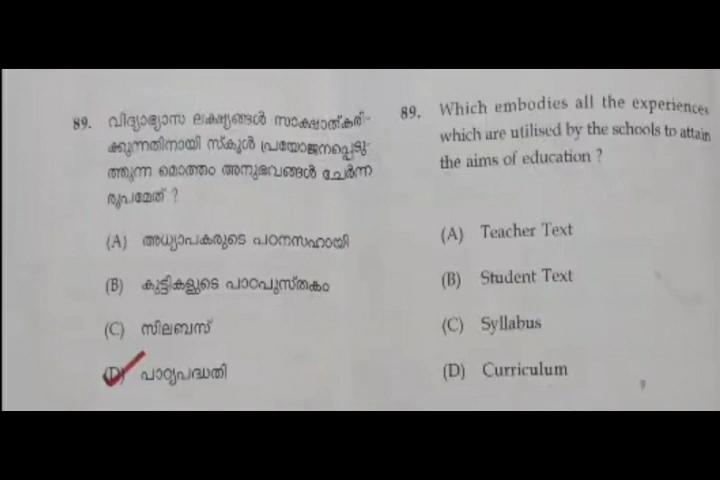 89. വിദ്യാഭ്യാസ ലക്ഷ്യങ്ങൾ സാക്ഷാത്കരി-
ക്കുന്നതിനായി സ്കൂൾ പ്രയോജനപ്പെടു-
ത്തുന്ന മൊത്തം അനുഭവങ്ങൾ ചേർന്ന
രൂപമേത് ?
(A) അധ്യാപകരുടെ പഠനസഹായി
(B) കുട്ടികളുടെ പാഠപുസ്തകം
(C) സിലബസ്
(D) പാഠ്യപദ്ധതി
89. Which embodies all the experiences
which are utilised by the schools to attain
the aims of education ?
(A) Teacher Text
(B) Student Text
(C) Syllabus
(D) Curriculum